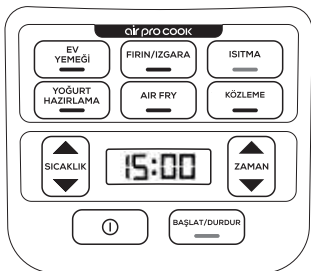 air pro cook
EV
YEMEĞİ
FIRIN/IZGARA
ISITMA
YOĞURT
HAZIRLAMA
AIR FRY
KÖZLEME
SICAKLIK
15:00
ZAMAN
BAŞLAT/DURDUR